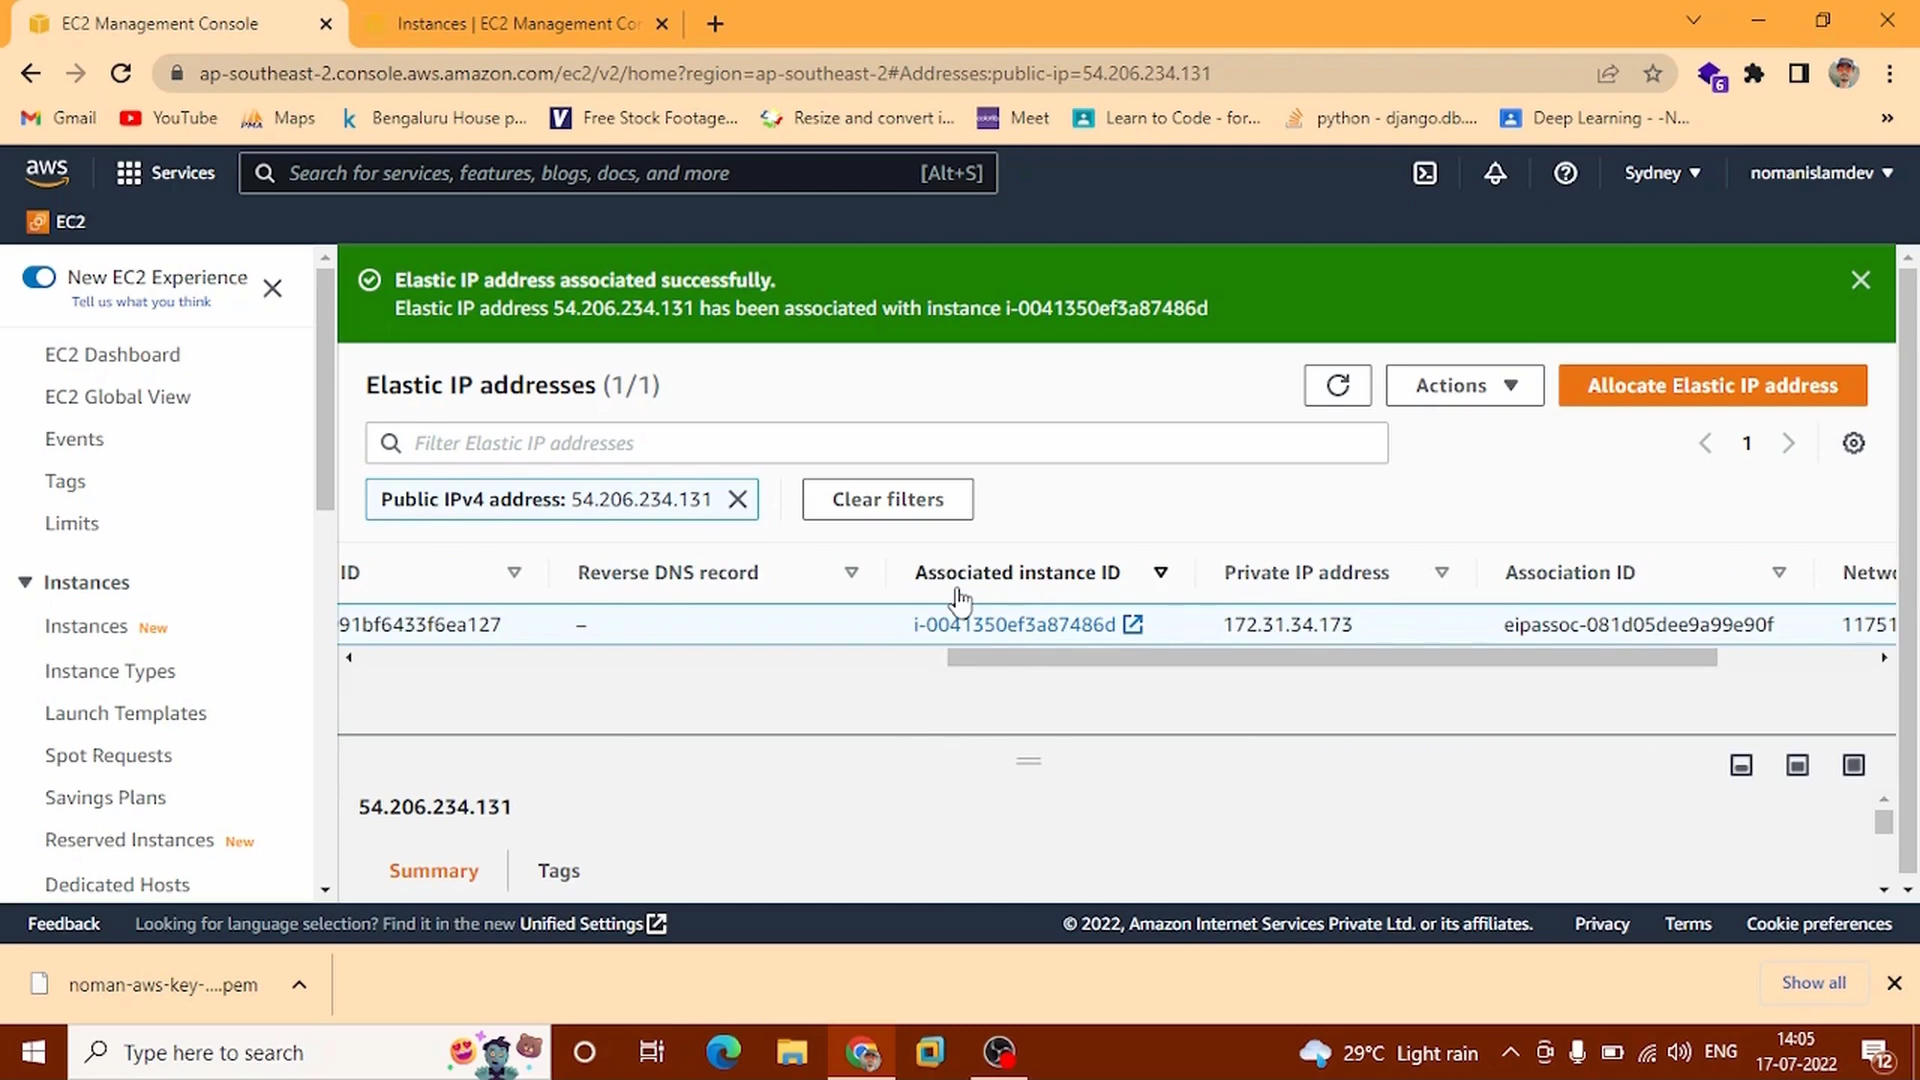 EC2 Management Console
Instances | EC2 Management Cor
ap-southeast-2.console.aws.amazon.com/ec2/v2/home?region=ap-southeast-2#Addresses:public-ip=54.206.234.131
6
Gmail
YouTube
Maps
Bengaluru House p...
Free Stock Footage...
Resize and convert i...
Meet
Learn to Code - for...
python - django.db....
Deep Learning - -N...
aws
Services
Search for services, features, blogs, docs, and more [Alt+S]
Sydney
nomanislamdev
EC2
New EC2 Experience
Tell us what you think
EC2 Dashboard
EC2 Global View
Events
Tags
Limits
Instances
Instances New
Instance Types
Launch Templates
Spot Requests
Savings Plans
Reserved Instances New
Dedicated Hosts
Elastic IP address associated successfully.
Elastic IP address 54.206.234.131 has been associated with instance i-0041350ef3a87486d
Elastic IP addresses (1/1)
Actions
Allocate Elastic IP address
Filter Elastic IP addresses
1
Public IPv4 address: 54.206.234.131
Clear filters
ID Reverse DNS record Associated instance ID Private IP address Association ID Netwo
91bf6433f6ea127 – i-0041350ef3a87486d 172.31.34.173 eipassoc-081d05dee9a99e90f 11751
54.206.234.131
Summary
Tags
Feedback
Looking for language selection? Find it in the new Unified Settings
© 2022, Amazon Internet Services Private Ltd. or its affiliates.
Privacy
Terms
Cookie preferences
noman-aws-key-....pem
Show all
Type here to search
29°C Light rain
ENG
14:05
17-07-2022
12